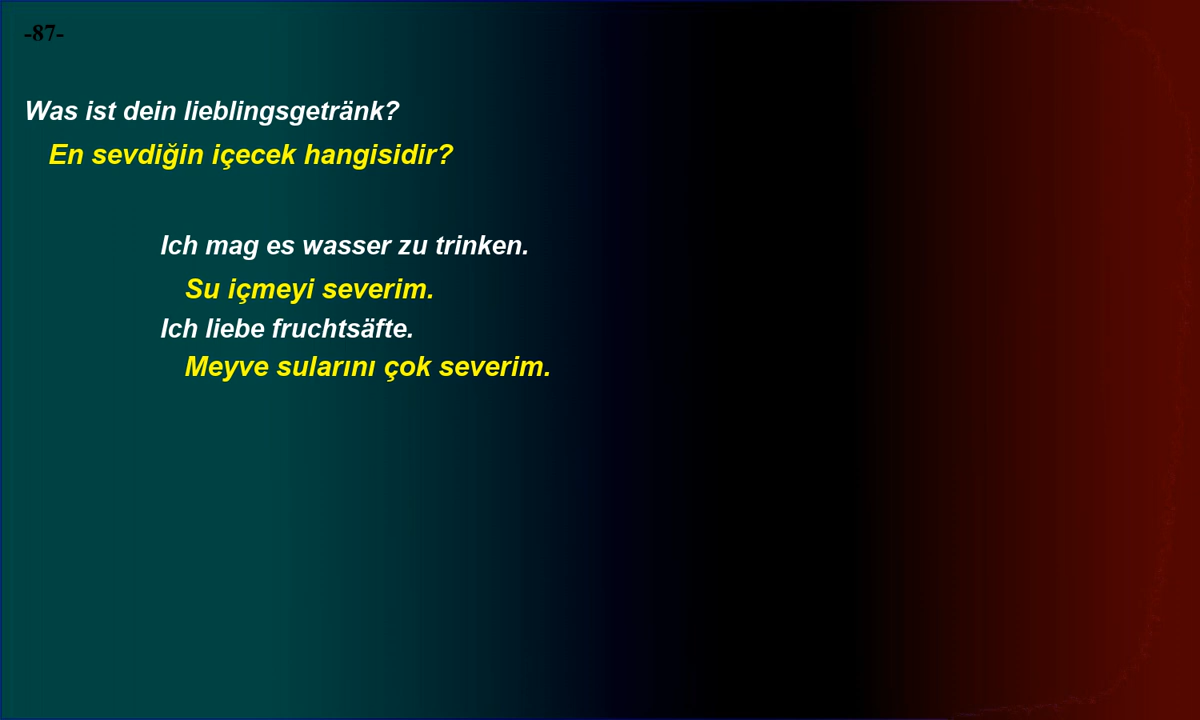 -87-
Was ist dein lieblingsgetränk?
En sevdiğin içecek hangisidir?
Ich mag es wasser zu trinken.
Su içmeyi severim.
Ich liebe fruchtsäfte.
Meyve sularını çok severim.